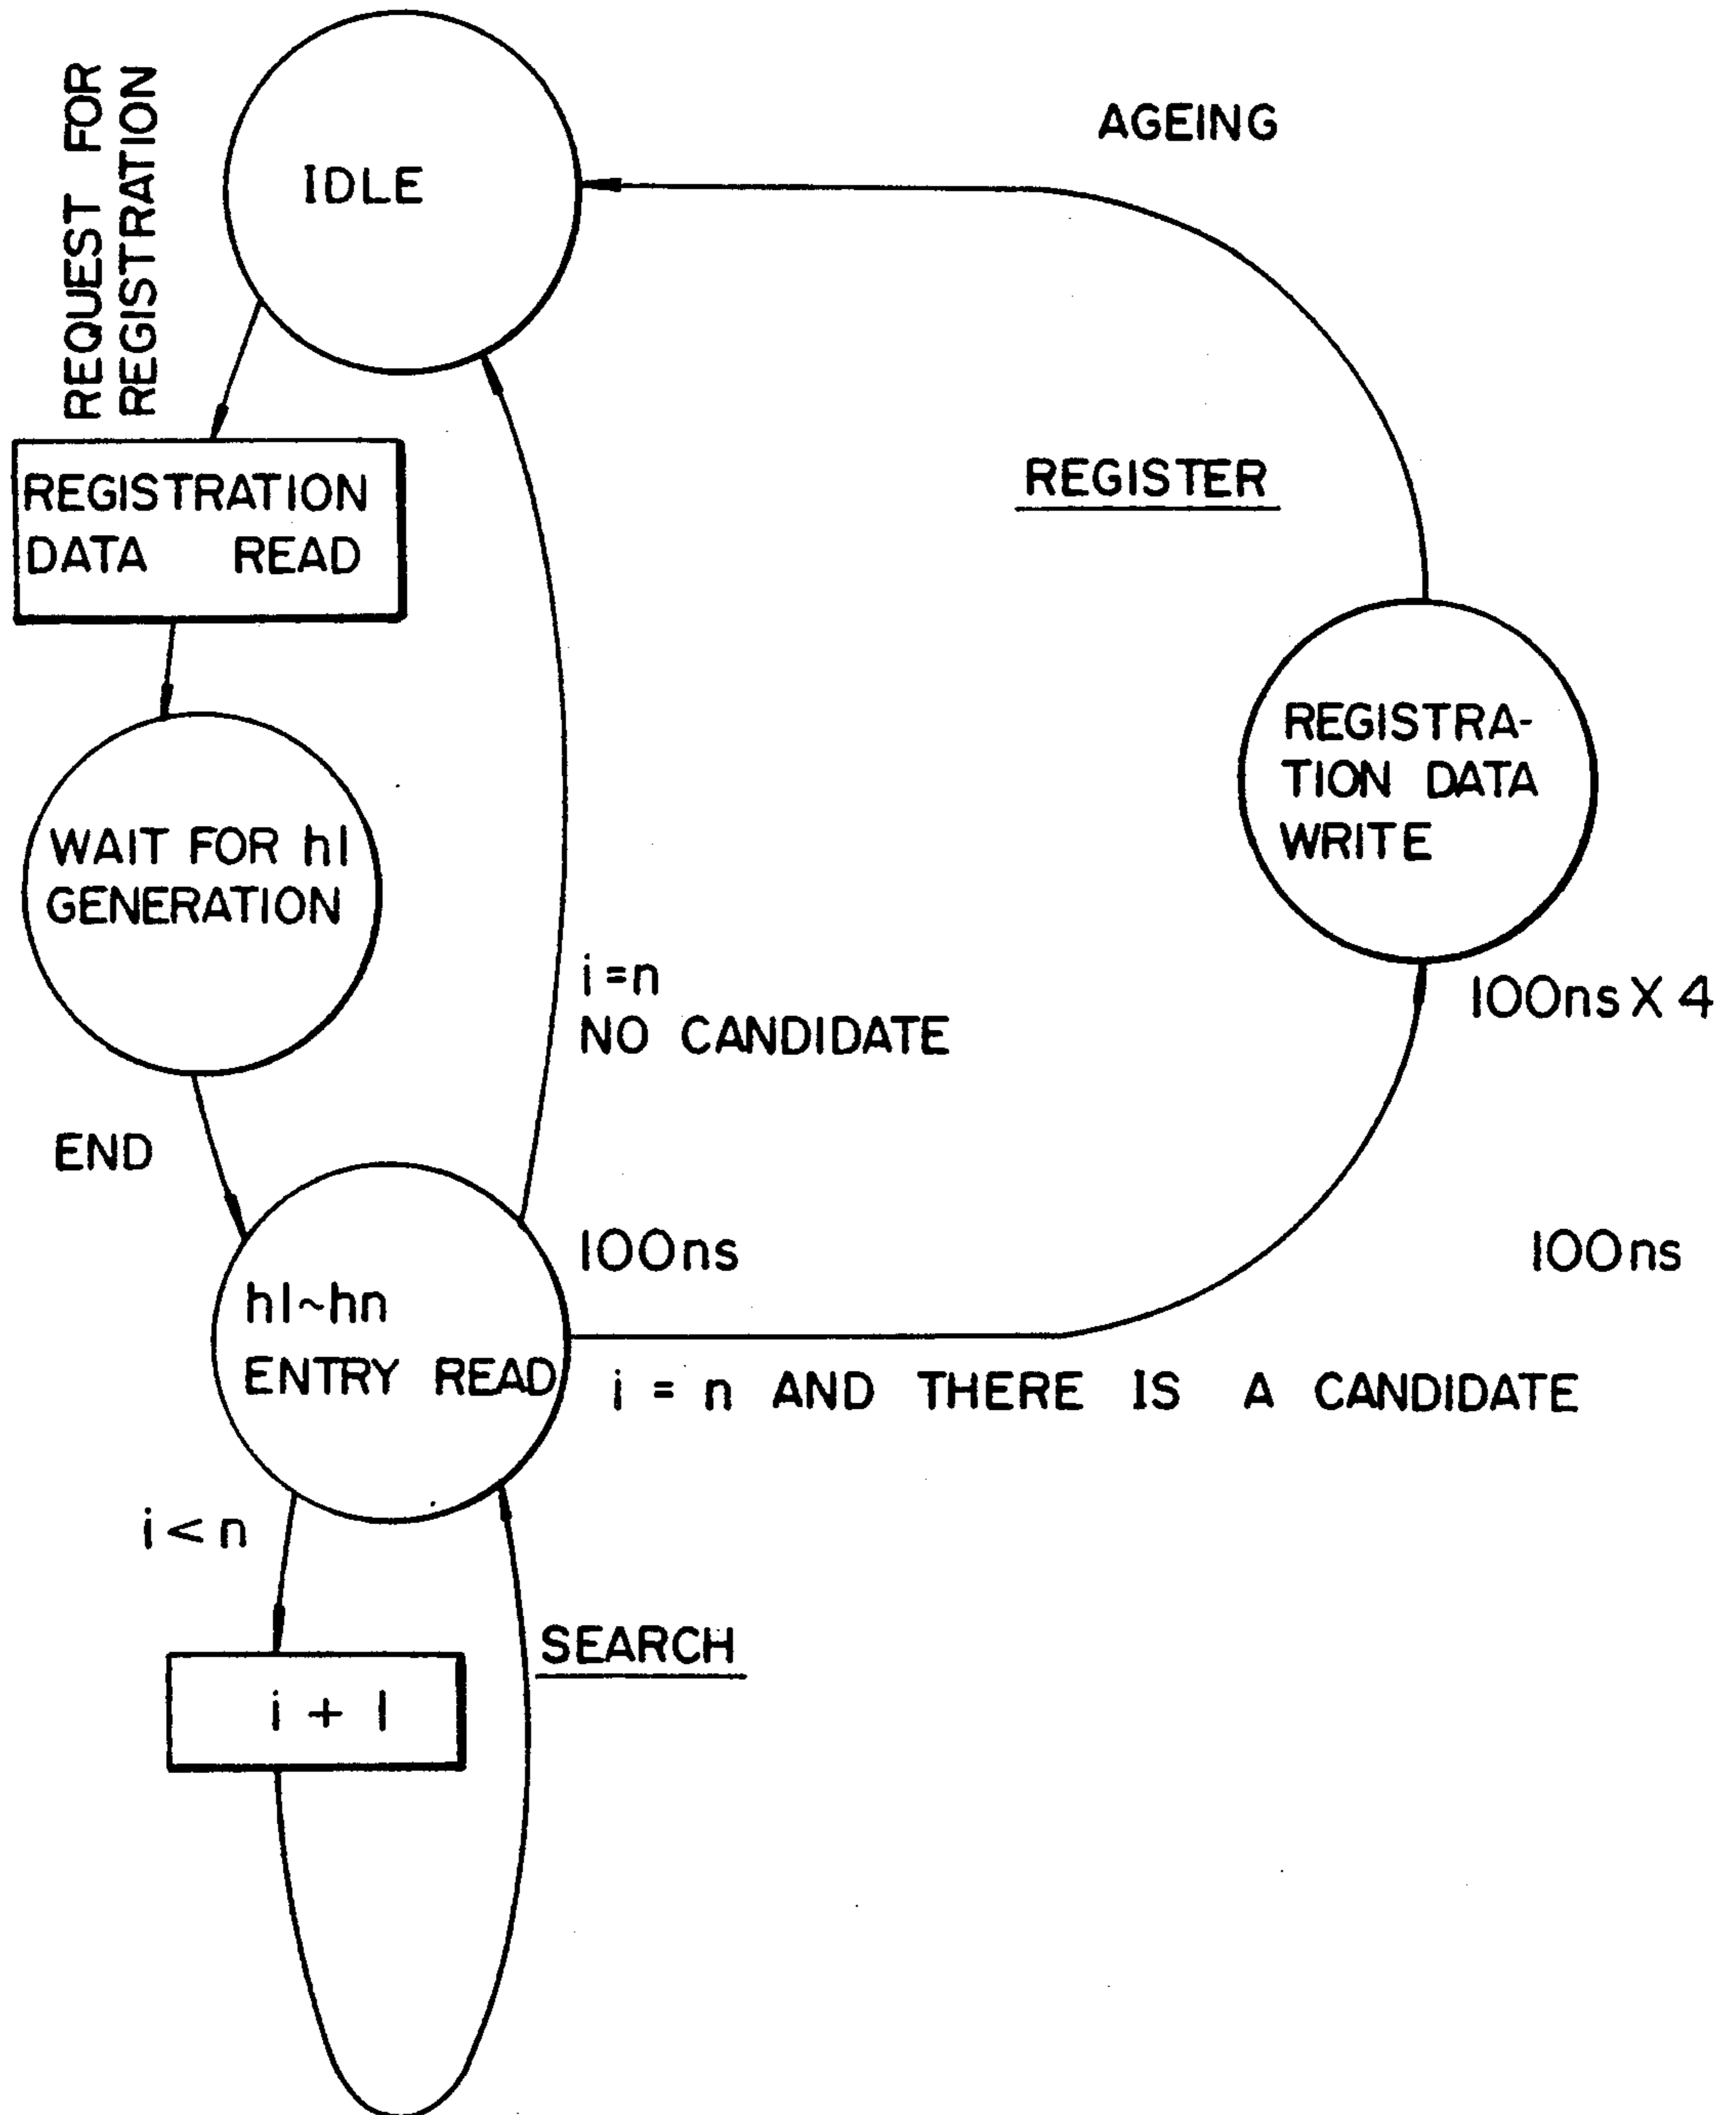 REQUEST FOR
REGISTRATION
IDLE
AGEING
REGISTRATION
DATA READ
REGISTER
REGISTRA-
TION DATA
WRITE
WAIT FOR h1
GENERATION
i=n
NO CANDIDATE
100ns X 4
END
100ns
100ns
h1~hn
ENTRY READ
i = n AND THERE IS A CANDIDATE
i < n
SEARCH
i + 1